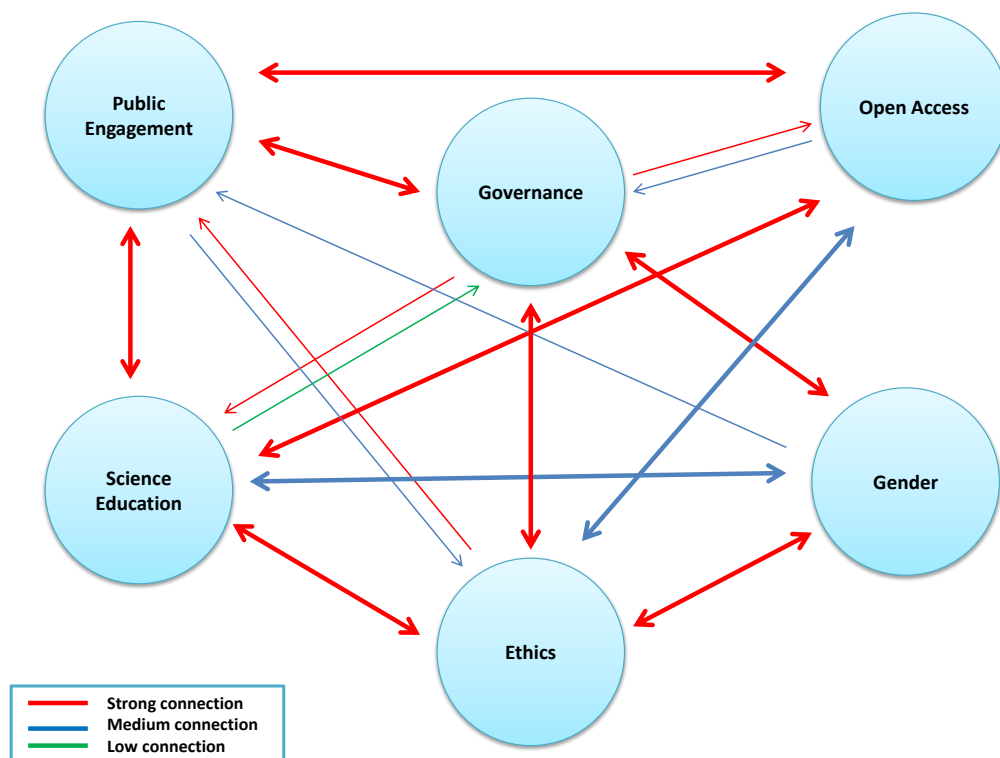 Public
Engagement
Open Access
Governance
Science
Education
Gender
Ethics
Strong connection
Medium connection
Low connection